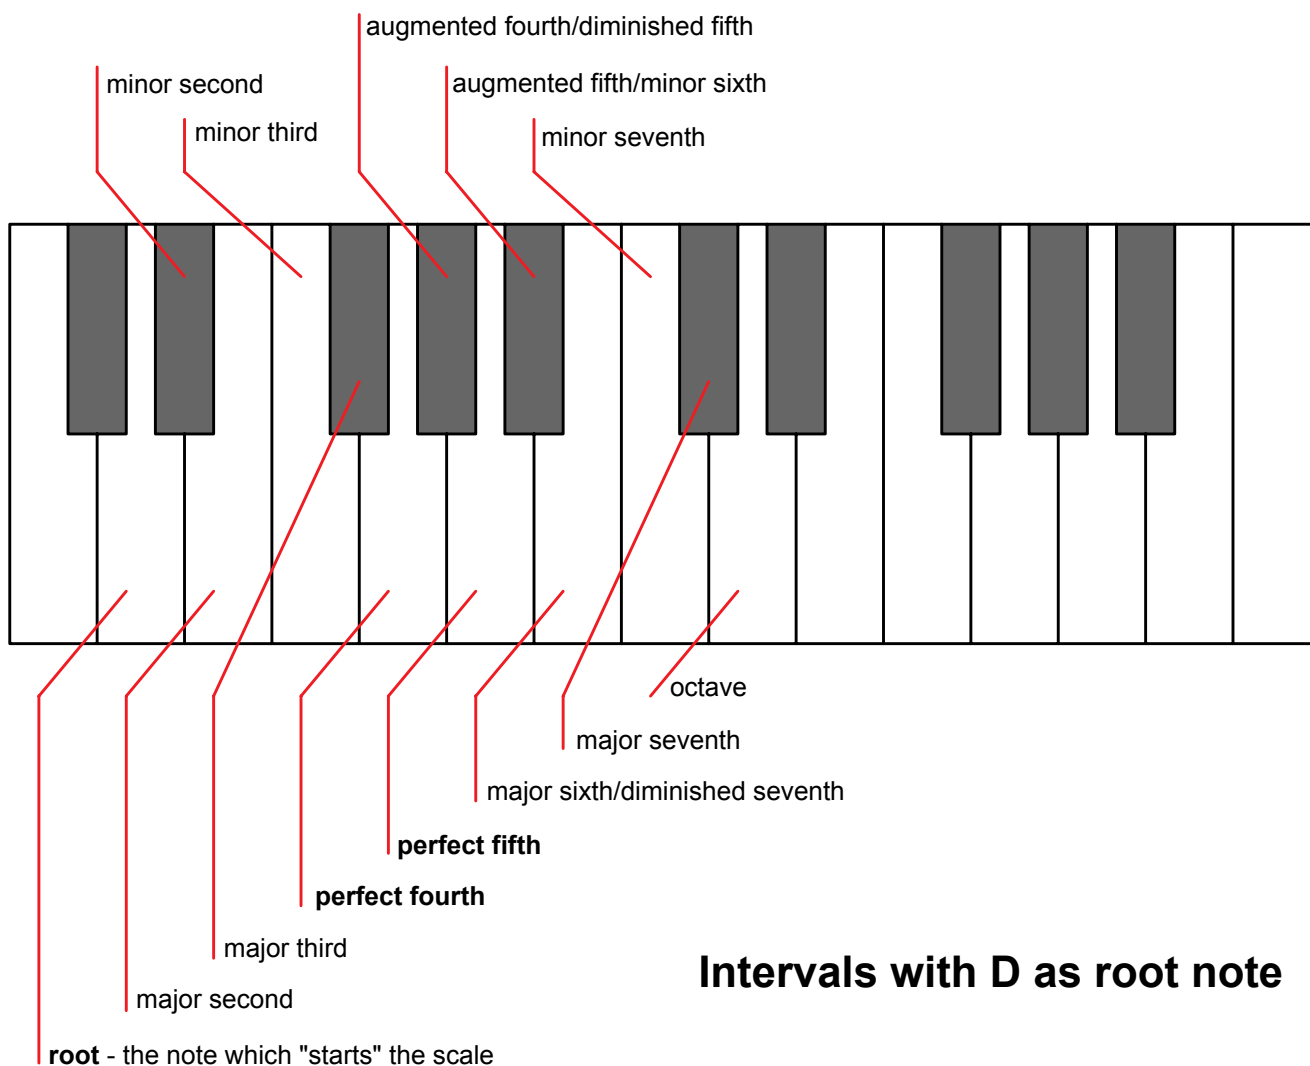 augmented fourth/diminished fifth
minor second
augmented fifth/minor sixth
minor third
minor seventh
octave
major seventh
major sixth/diminished seventh
perfect fifth
perfect fourth
major third
Intervals with D as root note
major second
root - the note which "starts" the scale